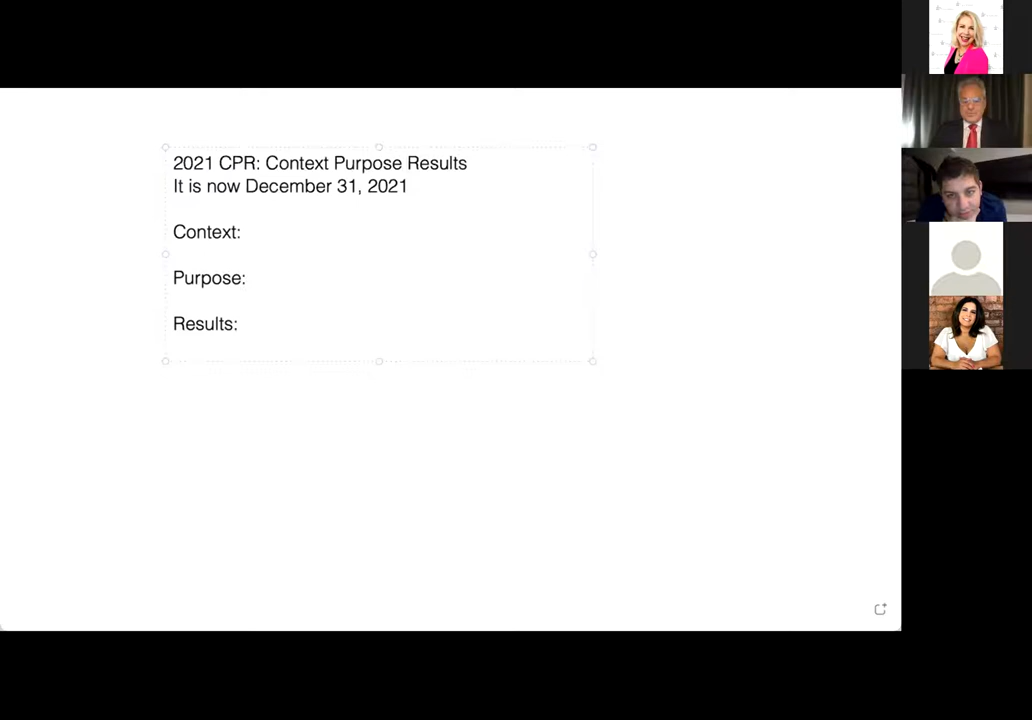 2021 CPR: Context Purpose Results
It is now December 31, 2021
Context:
Purpose:
Results: